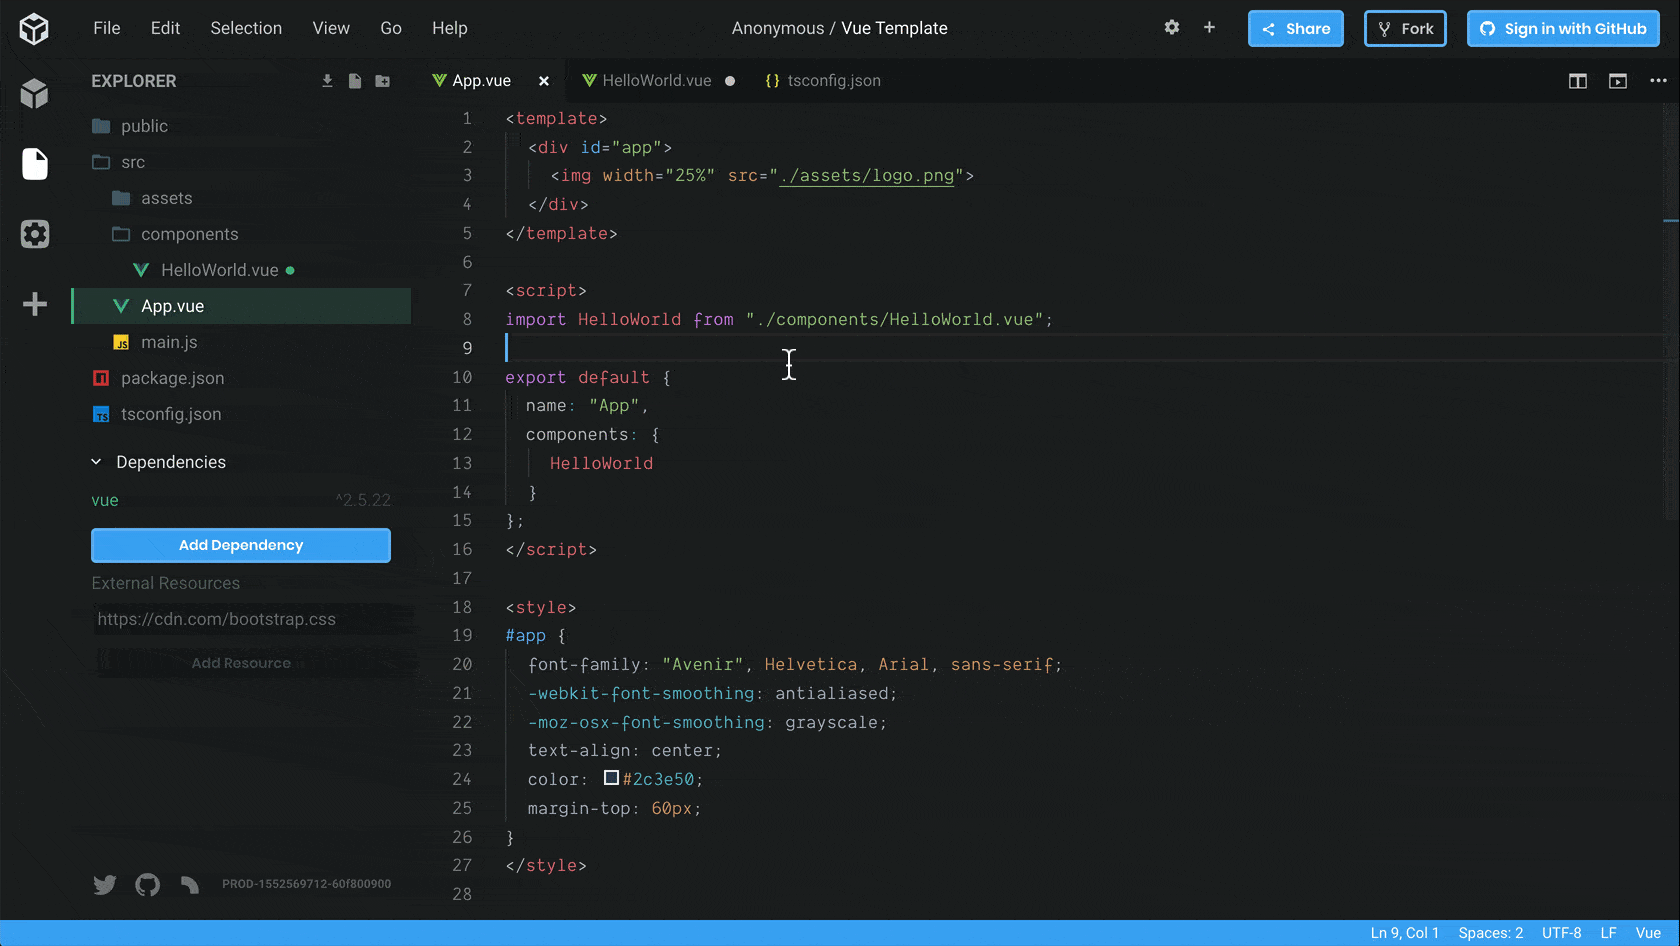 File Edit Selection View Go Help
Anonymous / Vue Template
Share
Fork
Sign in with GitHub
EXPLORER
public
src
assets
components
HelloWorld.vue
App.vue
main.js
package.json
tsconfig.json
Dependencies
vue ^2.5.22
Add Dependency
External Resources
https://cdn.com/bootstrap.css
Add Resource
PROD-1552569712-60f800900
App.vue HelloWorld.vue {} tsconfig.json
1 <template>
2 <div id="app">
3 <img width="25%" src="./assets/logo.png">
4 </div>
5 </template>
6
7 <script>
8 import HelloWorld from "./components/HelloWorld.vue";
9
10 export default {
11 name: "App",
12 components: {
13 HelloWorld
14 }
15 };
16 </script>
17
18 <style>
19 #app {
20 font-family: "Avenir", Helvetica, Arial, sans-serif;
21 -webkit-font-smoothing: antialiased;
22 -moz-osx-font-smoothing: grayscale;
23 text-align: center;
24 color: #2c3e50;
25 margin-top: 60px;
26 }
27 </style>
28
Ln 9, Col 1 Spaces: 2 UTF-8 LF Vue